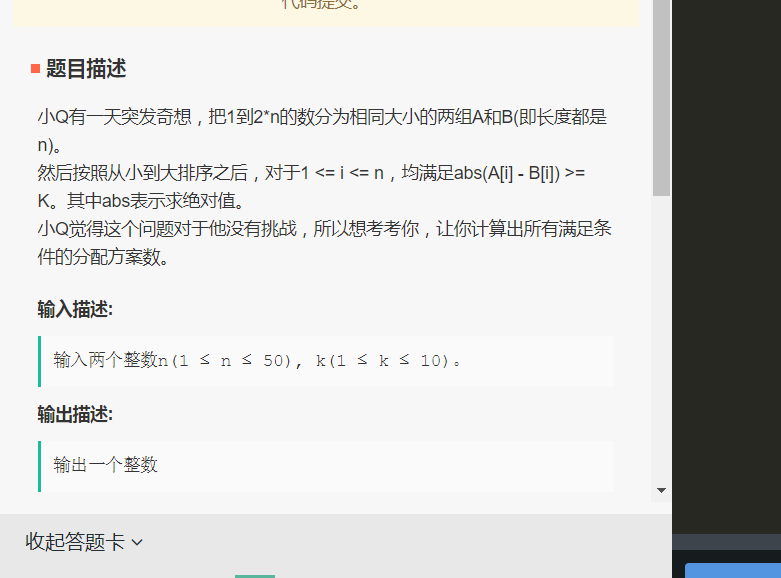 代码提交。
题目描述
小Q有一天突发奇想，把1到2*n的数分为相同大小的两组A和B(即长度都是
n)。
然后按照从小到大排序之后，对于1 <= i <= n，均满足abs(A[i] - B[i]) >=
K。其中abs表示求绝对值。
小Q觉得这个问题对于他没有挑战，所以想考考你，让你计算出所有满足条
件的分配方案数。
输入描述:
输入两个整数n(1 ≤ n ≤ 50), k(1 ≤ k ≤ 10)。
输出描述:
输出一个整数
收起答题卡